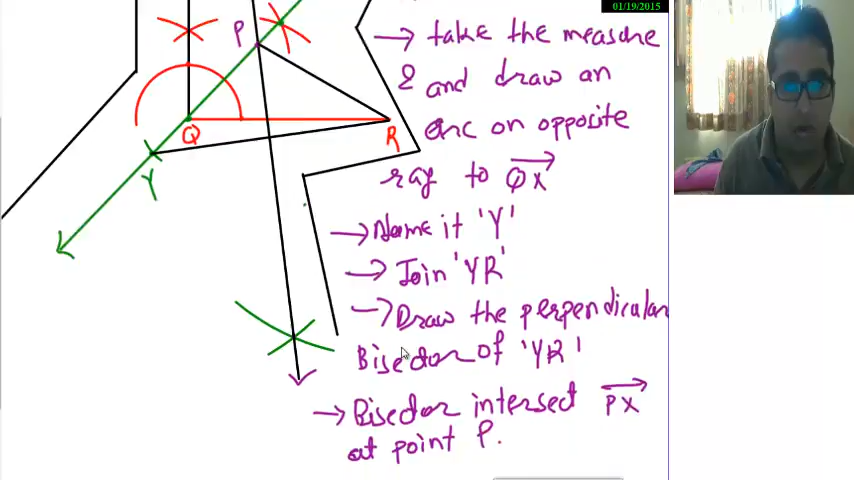 01/19/2015
→ take the measure
& and draw an
arc on opposite
ray to QX
→ Name it 'Y'
→ Join 'YR'
→ Draw the perpendicular
Bisector of 'YR'
→ Bisector intersect PX
at point P.
P
Q
R
Y